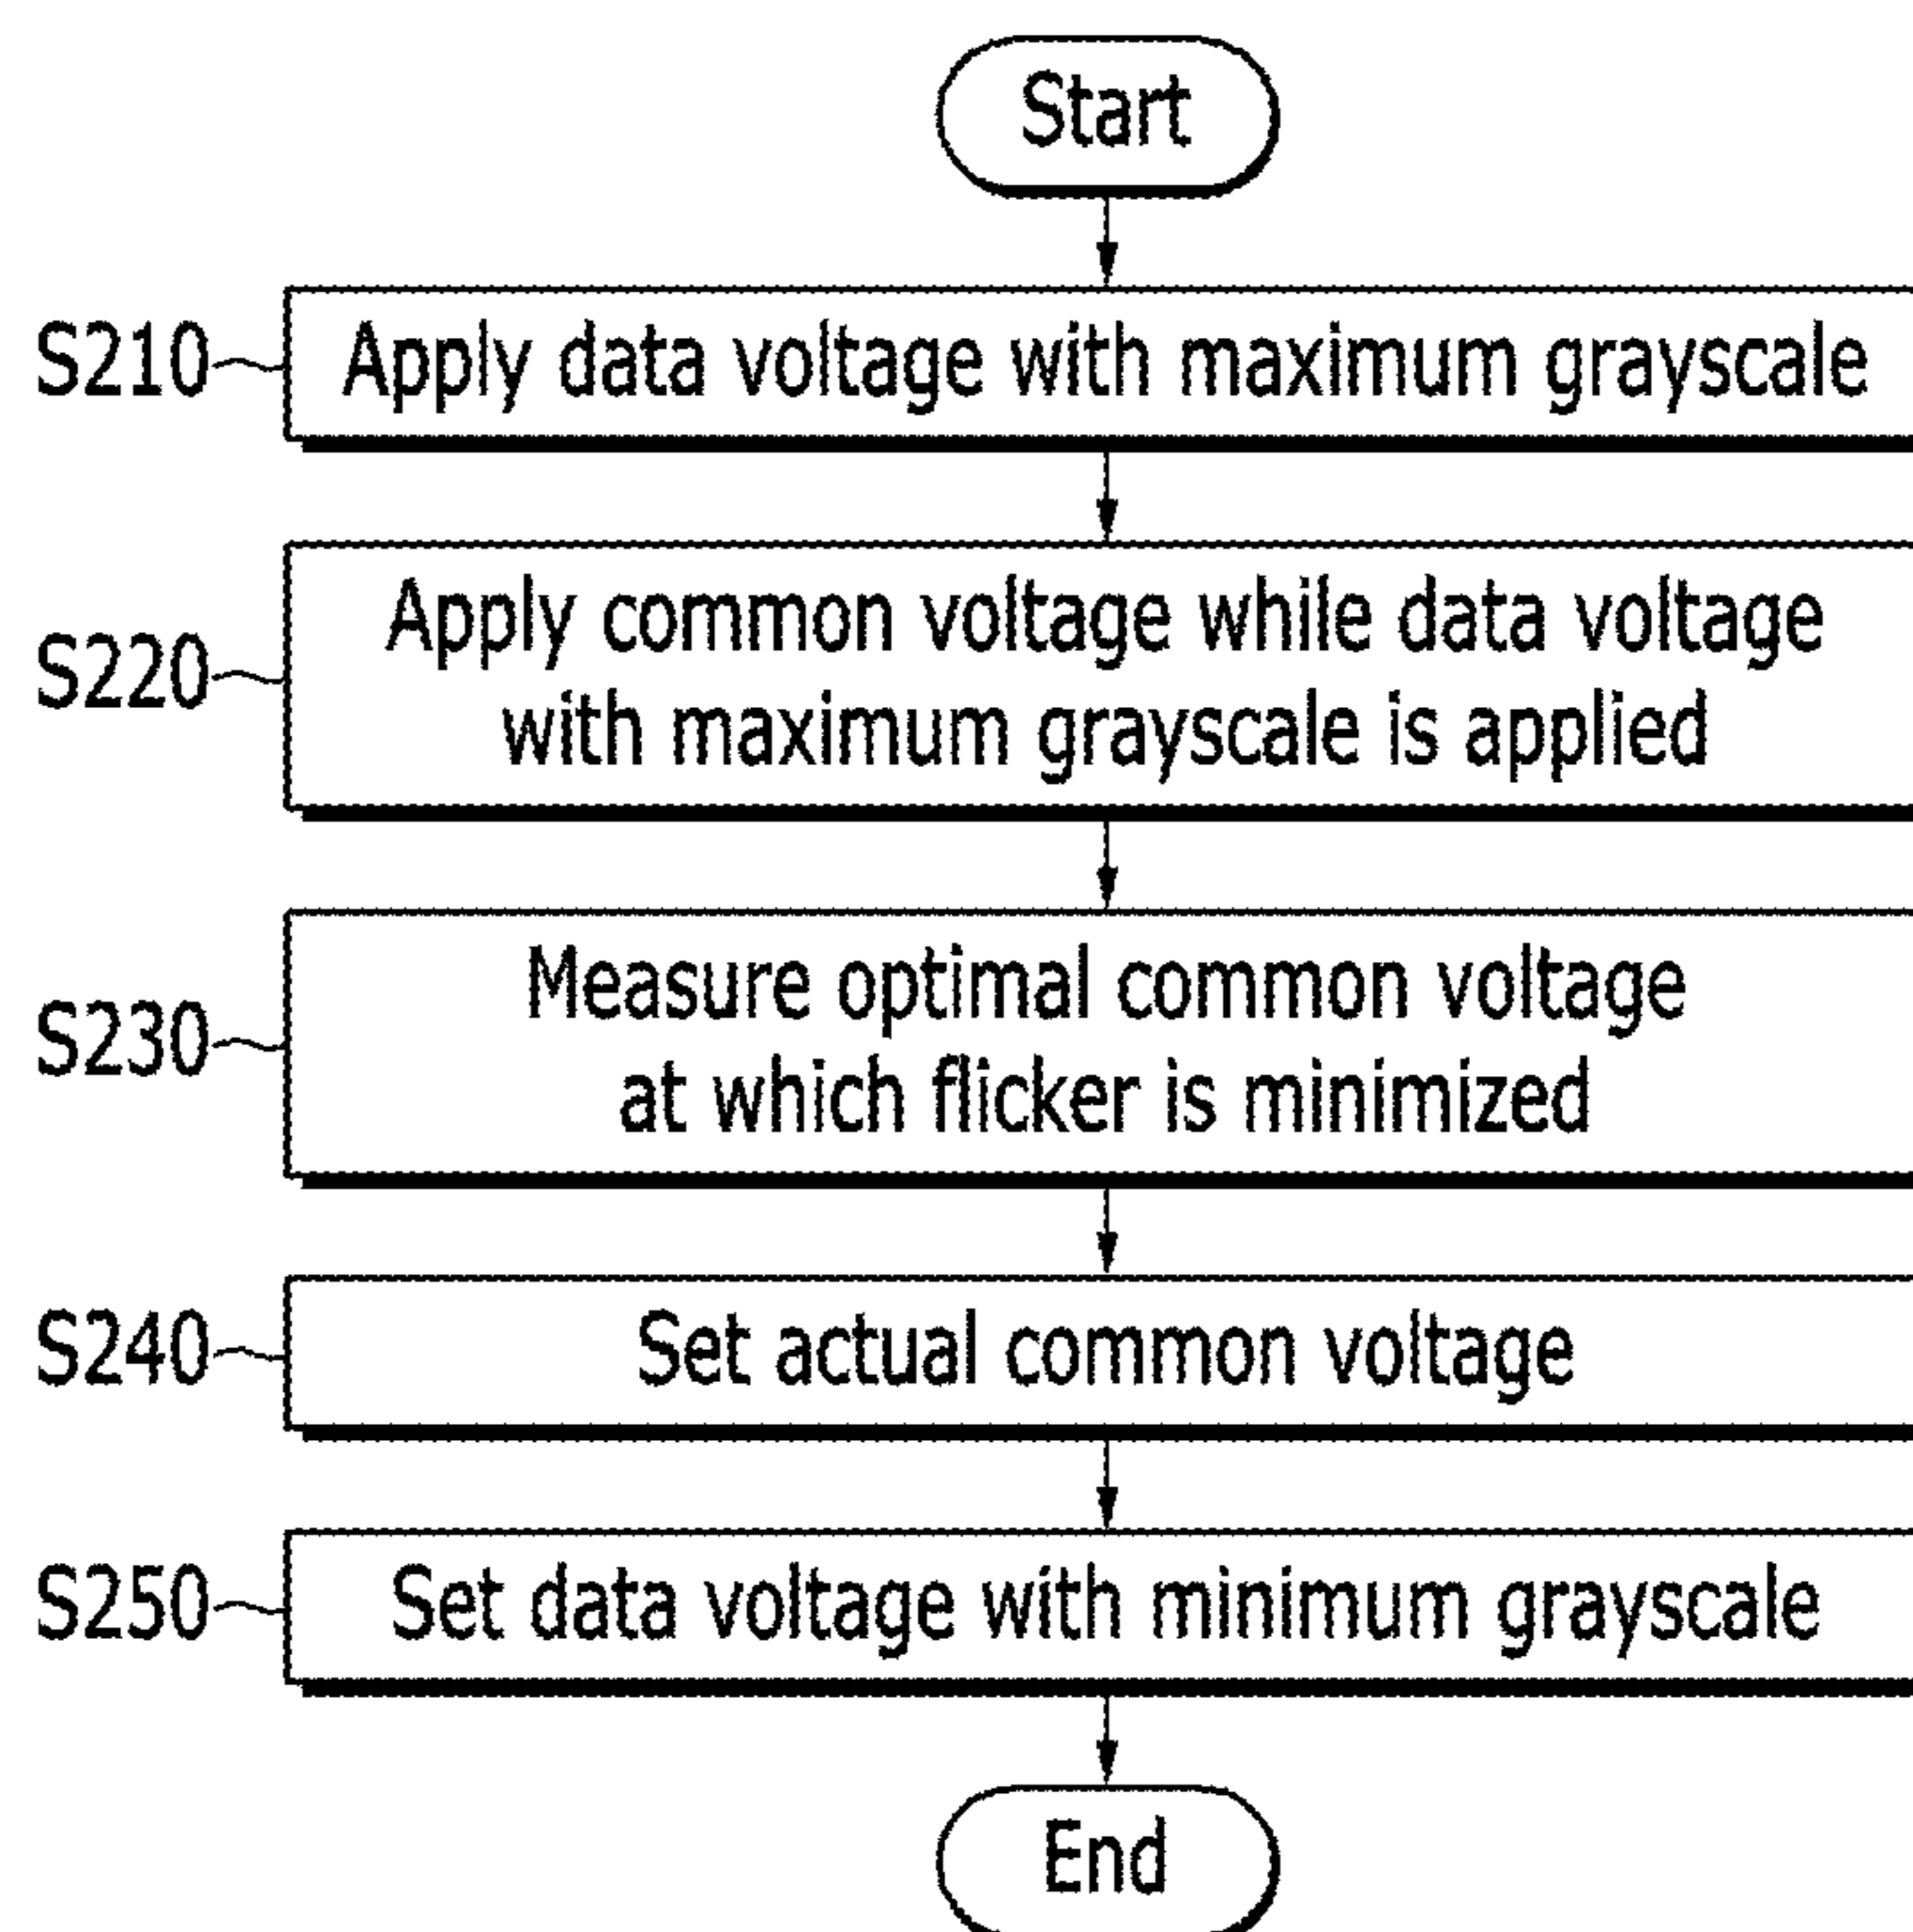 Start
S210 Apply data voltage with maximum grayscale
Apply common voltage while data voltage
S220
with maximum grayscale is applied
Measure optimal common voltage
S230
at which flicker is minimized
S240 Set actual common voltage
S250 Set data voltage with minimum grayscale
End